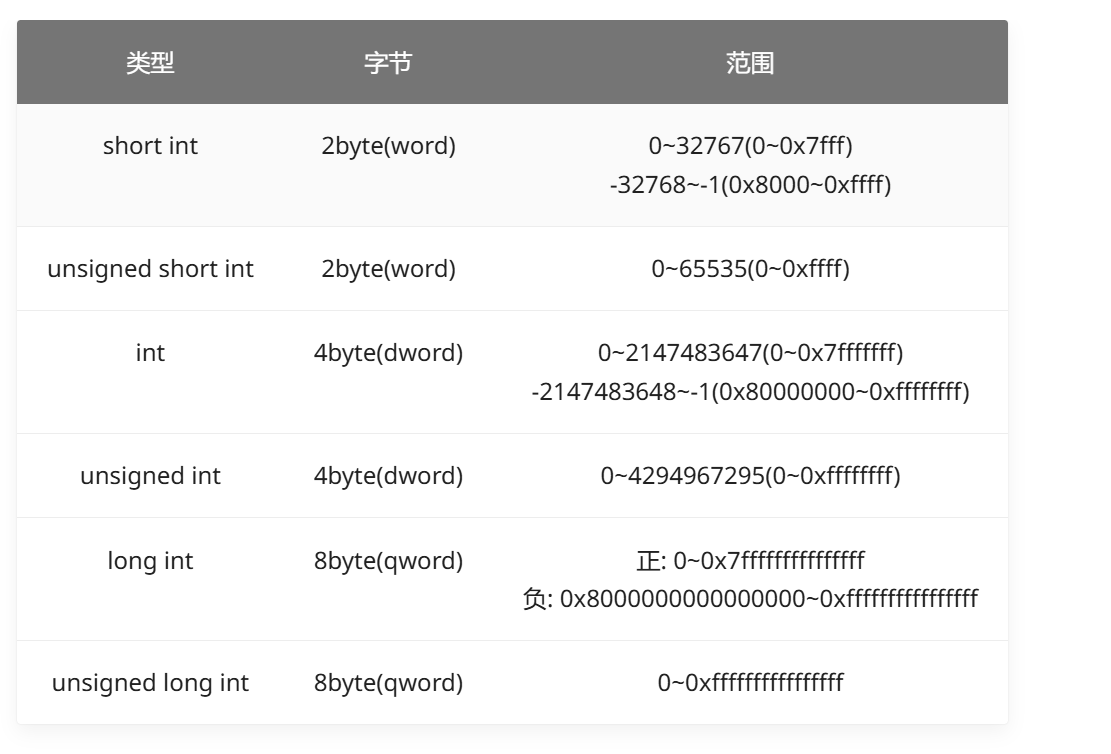 类型 字节 范围
short int 2byte(word) 0~32767(0~0x7fff)
-32768~-1(0x8000~0xffff)
unsigned short int 2byte(word) 0~65535(0~0xffff)
int 4byte(dword) 0~2147483647(0~0x7fffffff)
-2147483648~-1(0x80000000~0xffffffff)
unsigned int 4byte(dword) 0~4294967295(0~0xffffffff)
long int 8byte(qword) 正: 0~0x7fffffffffffffff
负: 0x8000000000000000~0xffffffffffffffff
unsigned long int 8byte(qword) 0~0xffffffffffffffff